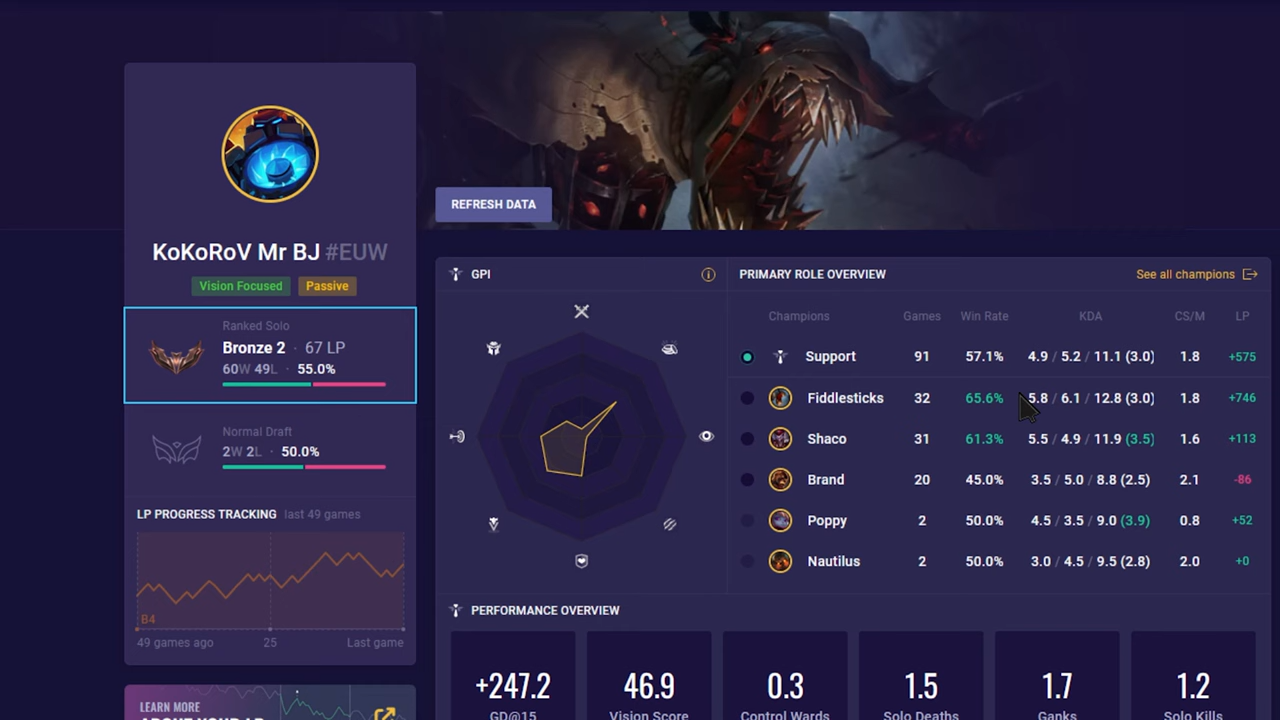 REFRESH DATA
KoKoRoV Mr BJ #EUW
Vision Focused Passive
Ranked Solo
Bronze 2 · 67 LP
60W 49L · 55.0%
Normal Draft
2W 2L · 50.0%
LP PROGRESS TRACKING last 49 games
B4
49 games ago 25 Last game
LEARN MORE
GPI
PRIMARY ROLE OVERVIEW See all champions
Champions Games Win Rate KDA CS/M LP
Support 91 57.1% 4.9 / 5.2 / 11.1 (3.0) 1.8 +575
Fiddlesticks 32 65.6% 5.8 / 6.1 / 12.8 (3.0) 1.8 +746
Shaco 31 61.3% 5.5 / 4.9 / 11.9 (3.5) 1.6 +113
Brand 20 45.0% 3.5 / 5.0 / 8.8 (2.5) 2.1 -86
Poppy 2 50.0% 4.5 / 3.5 / 9.0 (3.9) 0.8 +52
Nautilus 2 50.0% 3.0 / 4.5 / 9.5 (2.8) 2.0 +0
PERFORMANCE OVERVIEW
+247.2 46.9 0.3 1.5 1.7 1.2
GD@15 Vision Score Control Wards Solo Deaths Ganks Solo Kills